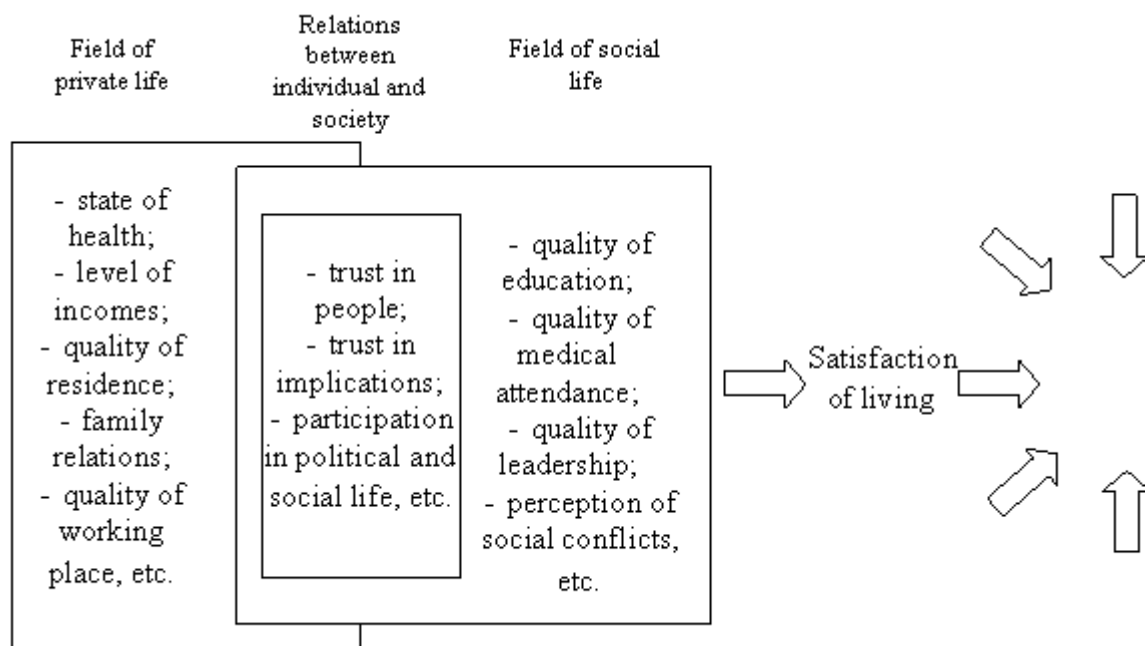 Field of
private life
Relations
between
individual and
society
Field of social
life
- state of
health;
- level of
incomes;
- quality of
residence;
- family
relations;
- quality of
working
place, etc.
- trust in
people;
- trust in
implications;
- participation
in political and
social life, etc.
- quality of
education;
- quality of
medical
attendance;
- quality of
leadership;
- perception of
social conflicts,
etc.
Satisfaction
of living